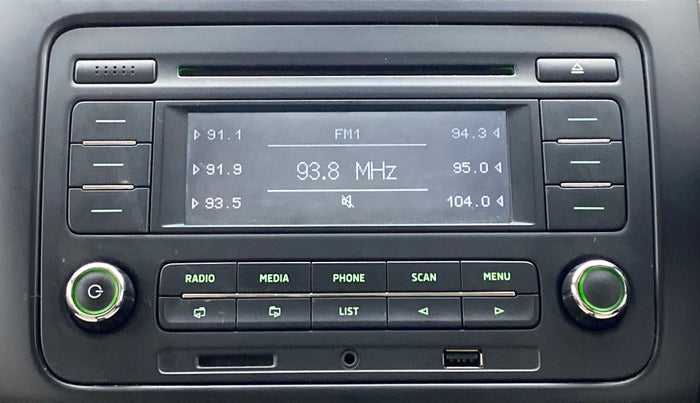 91.1 FM1 94.3
91.9 93.8 MHz 95.0
93.5 104.0
RADIO MEDIA PHONE SCAN MENU
LIST